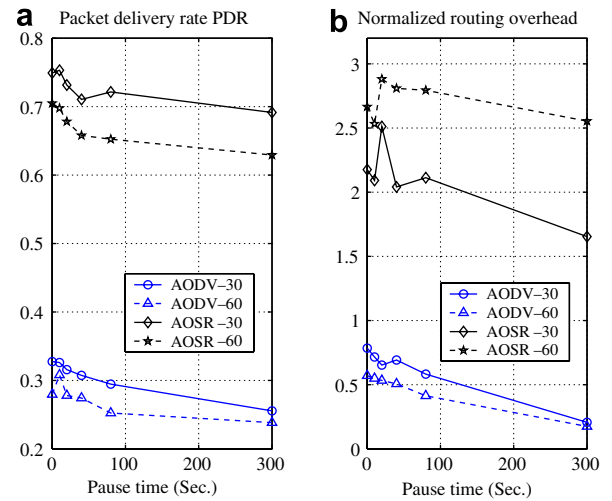 a Packet delivery rate PDR
0.8
0.7
0.6
0.5
0.4
0.3
0.2
AODV–30
AODV–60
AOSR–30
AOSR–60
0 100 200 300
Pause time (Sec.)
b Normalized routing overhead
3
2.5
2
1.5
1
0.5
0
AODV–30
AODV–60
AOSR–30
AOSR–60
0 100 200 300
Pause time (Sec.)